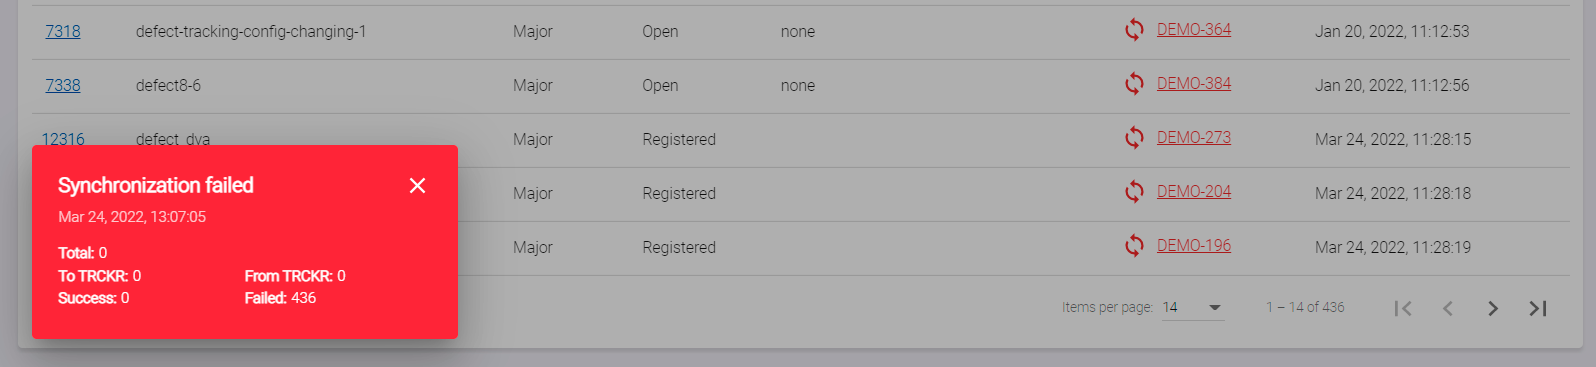 7318 defect-tracking-config-changing-1 Major Open none DEMO-364 Jan 20, 2022, 11:12:53
7338 defect8-6 Major Open none DEMO-384 Jan 20, 2022, 11:12:56
12316 defect_dva Major Registered DEMO-273 Mar 24, 2022, 11:28:15
Major Registered DEMO-204 Mar 24, 2022, 11:28:18
Major Registered DEMO-196 Mar 24, 2022, 11:28:19
Synchronization failed
Mar 24, 2022, 13:07:05
Total: 0
To TRCKR: 0 From TRCKR: 0
Success: 0 Failed: 436
Items per page: 14 1 – 14 of 436